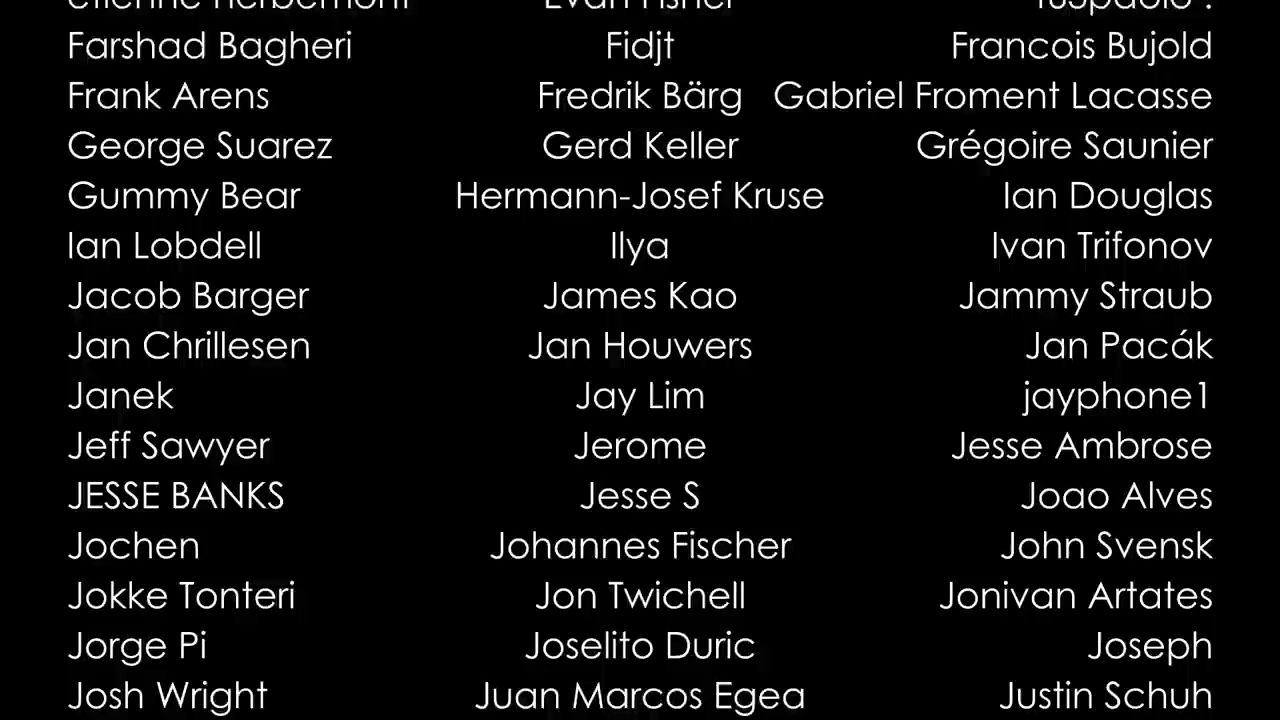 Evan Fisher
Farshad Bagheri Fidjt Francois Bujold
Frank Arens Fredrik Bärg Gabriel Froment Lacasse
George Suarez Gerd Keller Grégoire Saunier
Gummy Bear Hermann-Josef Kruse Ian Douglas
Ian Lobdell Ilya Ivan Trifonov
Jacob Barger James Kao Jammy Straub
Jan Chrillesen Jan Houwers Jan Pacák
Janek Jay Lim jayphone1
Jeff Sawyer Jerome Jesse Ambrose
JESSE BANKS Jesse S Joao Alves
Jochen Johannes Fischer John Svensk
Jokke Tonteri Jon Twichell Jonivan Artates
Jorge Pi Joselito Duric Joseph
Josh Wright Juan Marcos Egea Justin Schuh